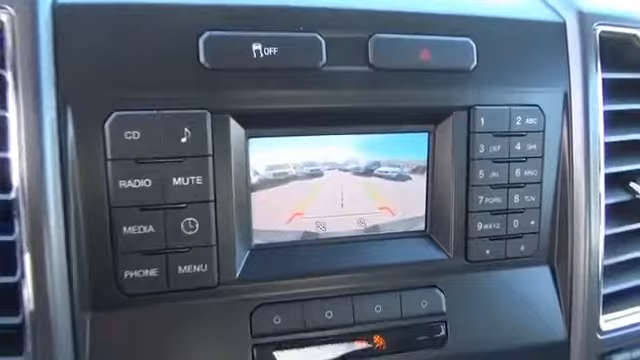 OFF
CD
RADIO MUTE
MEDIA
PHONE MENU
1 2 ABC
3 DEF 4 GHI
5 JKL 6 MNO
7 PQRS 8 TUV
9 WXYZ 0 +
* #